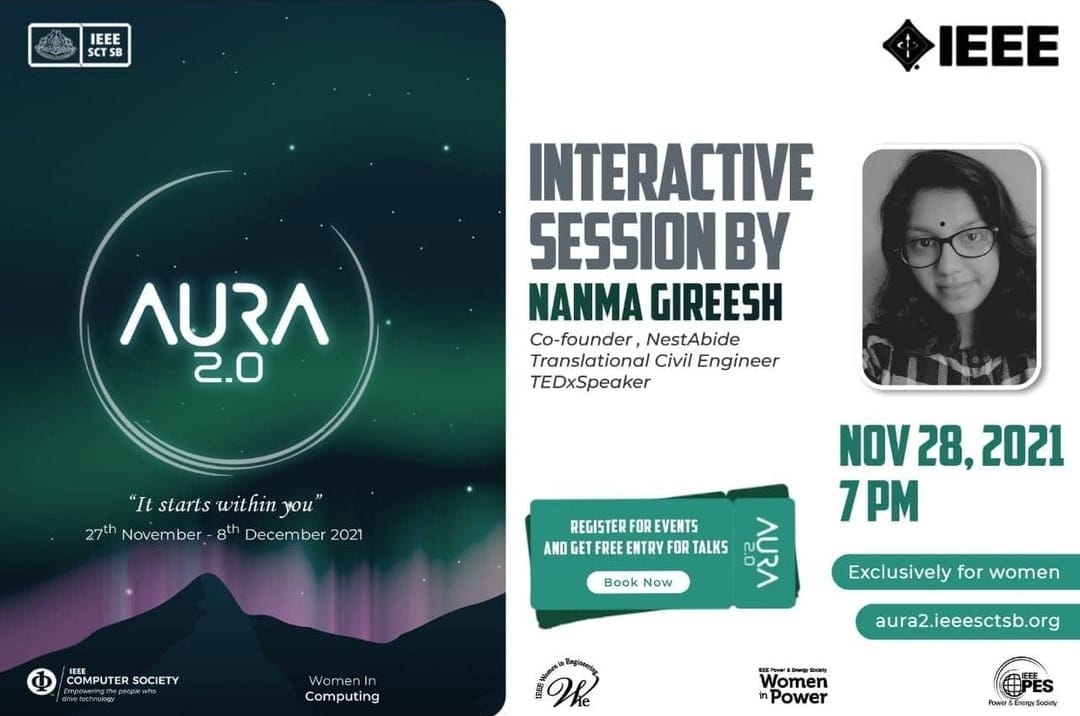 IEEE
SCT SB
AURA
2.0
“It starts within you”
27th November - 8th December 2021
IEEE
COMPUTER SOCIETY
Empowering the people who
drive technology
Women In
Computing
IEEE
INTERACTIVE
SESSION BY
NANMA GIREESH
Co-founder , NestAbide
Translational Civil Engineer
TEDxSpeaker
NOV 28, 2021
7 PM
REGISTER FOR EVENTS
AND GET FREE ENTRY FOR TALKS
Book Now
AURA
2.0
Exclusively for women
aura2.ieeesctsb.org
IEEE Women in Engineering
Wie
IEEE Power & Energy Society
Women
in Power
IEEE
PES
Power & Energy Society